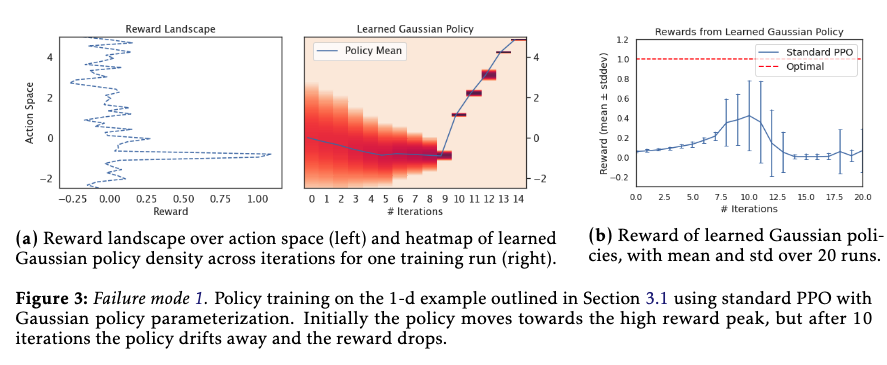 Reward Landscape
Action Space
4
2
0
−2
−0.25 0.00 0.25 0.50 0.75 1.00
Reward
Learned Gaussian Policy
Policy Mean
4
2
0
−2
0 1 2 3 4 5 6 7 8 9 10 11 12 13 14
# Iterations
(a) Reward landscape over action space (left) and heatmap of learned
Gaussian policy density across iterations for one training run (right).
Rewards from Learned Gaussian Policy
Reward (mean ± stddev)
1.2
1.0
0.8
0.6
0.4
0.2
0.0
−0.2
Standard PPO
Optimal
0.0 2.5 5.0 7.5 10.0 12.5 15.0 17.5 20.0
# Iterations
(b) Reward of learned Gaussian poli-
cies, with mean and std over 20 runs.
Figure 3: Failure mode 1. Policy training on the 1-d example outlined in Section 3.1 using standard PPO with
Gaussian policy parameterization. Initially the policy moves towards the high reward peak, but after 10
iterations the policy drifts away and the reward drops.